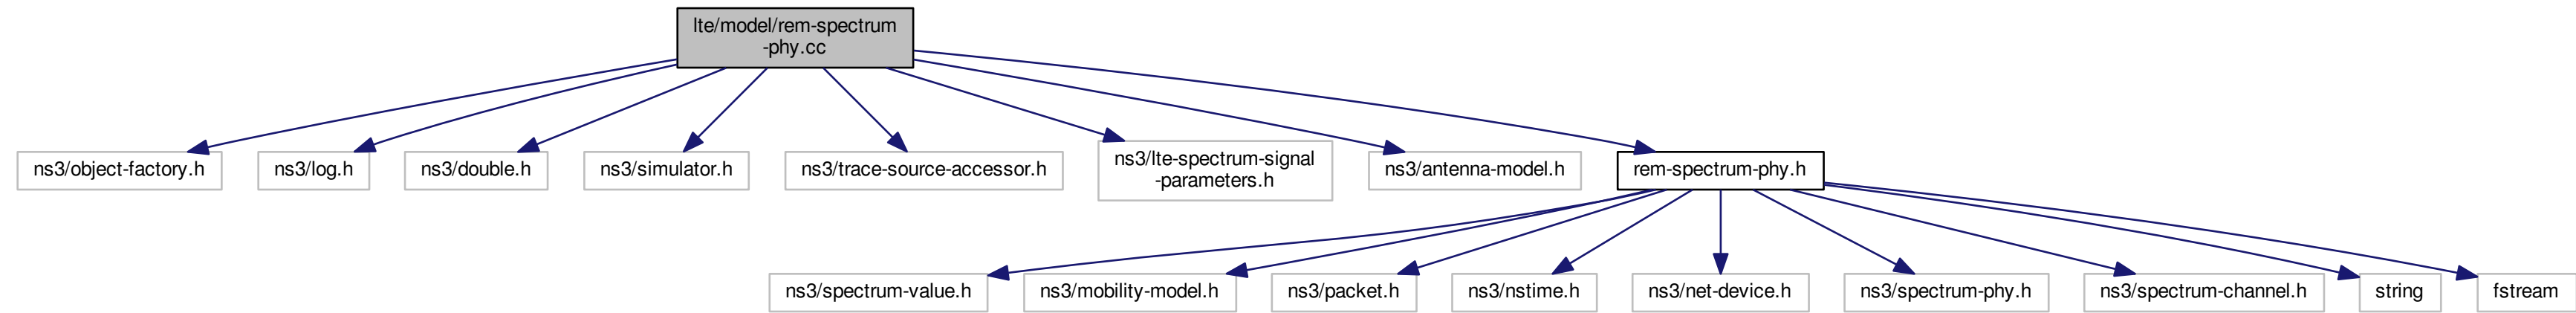 lte/model/rem-spectrum
-phy.cc
ns3/object-factory.h
ns3/log.h
ns3/double.h
ns3/simulator.h
ns3/trace-source-accessor.h
ns3/lte-spectrum-signal
-parameters.h
ns3/antenna-model.h
rem-spectrum-phy.h
ns3/spectrum-value.h
ns3/mobility-model.h
ns3/packet.h
ns3/nstime.h
ns3/net-device.h
ns3/spectrum-phy.h
ns3/spectrum-channel.h
string
fstream